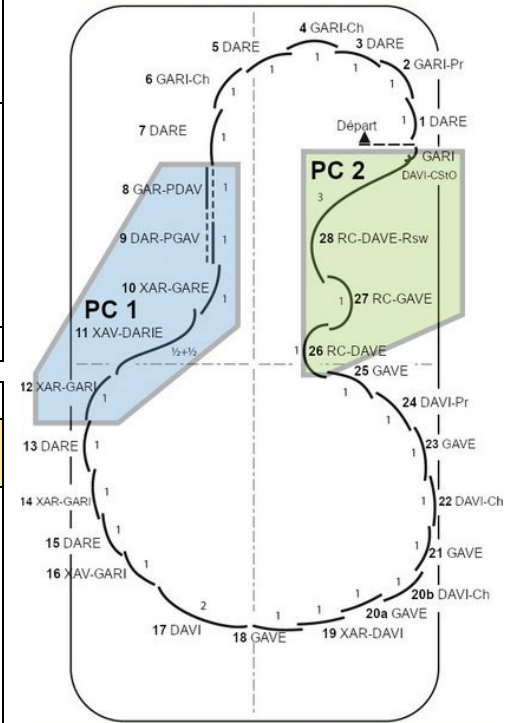 4 GARI-Ch
5 DARE
3 DARE
2 GARI-Pr
6 GARI-Ch
1 1 1 1 1
1 DARE
1 1
7 DARE
Départ
1
GARI
DAVI-CStO
PC 2
8 GAR-PDAV
1
3
9 DAR-PGAV
1
28 RC-DAVE-Rsw
10 XAR-GARE
1
27 RC-GAVE
1
PC 1
11 XAV-DARIE
½+½
26 RC-DAVE
1
25 GAVE
12 XAR-GARI
1
24 DAVI-Pr
1
13 DARE
1
23 GAVE
1
14 XAR-GARI
1
22 DAVI-Ch
1
15 DARE
1
21 GAVE
1
16 XAV-GARI
1
20b DAVI-Ch
1
20a GAVE
1
2
17 DAVI
1
18 GAVE
1
19 XAR-DAVI